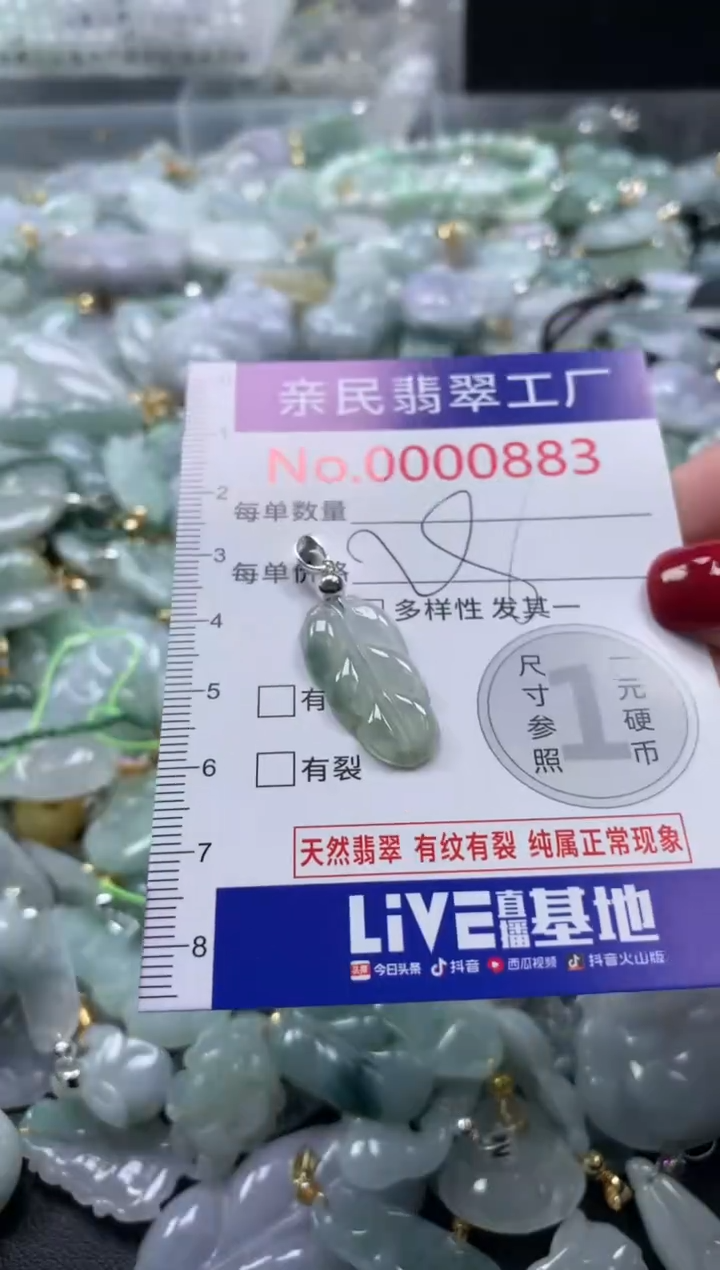 亲民翡翠工厂
No.0000883
0
1
2
每单数量
3
每单价格
4
多样性 发其一
5
有
6
有裂
尺寸参照
1
一元硬币
天然翡翠 有纹有裂 纯属正常现象
7
LiVE直播基地
8
头条 今日头条 抖音 西瓜视频 抖音火山版